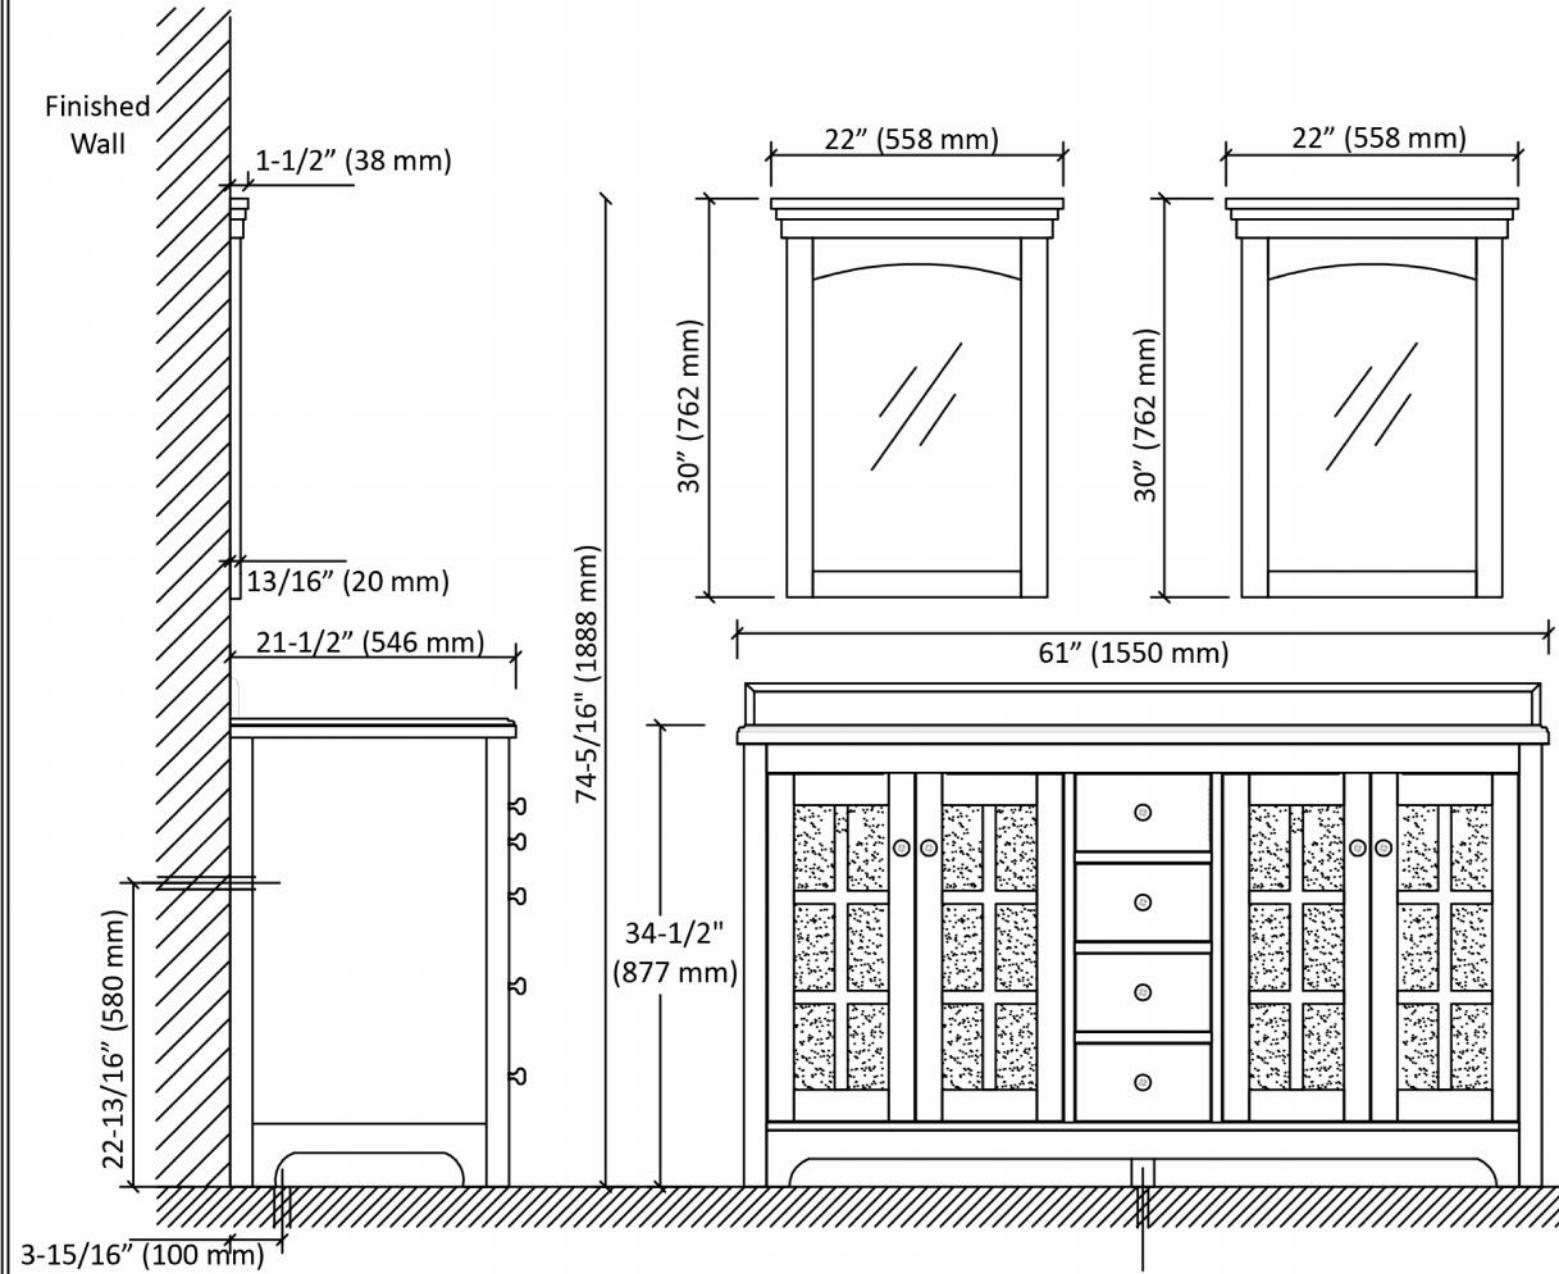 Finished
Wall
1-1/2” (38 mm)
22” (558 mm)
22” (558 mm)
30” (762 mm)
30” (762 mm)
13/16” (20 mm)
21-1/2” (546 mm)
74-5/16" (1888 mm)
61” (1550 mm)
34-1/2"
(877 mm)
22-13/16” (580 mm)
3-15/16” (100 mm)